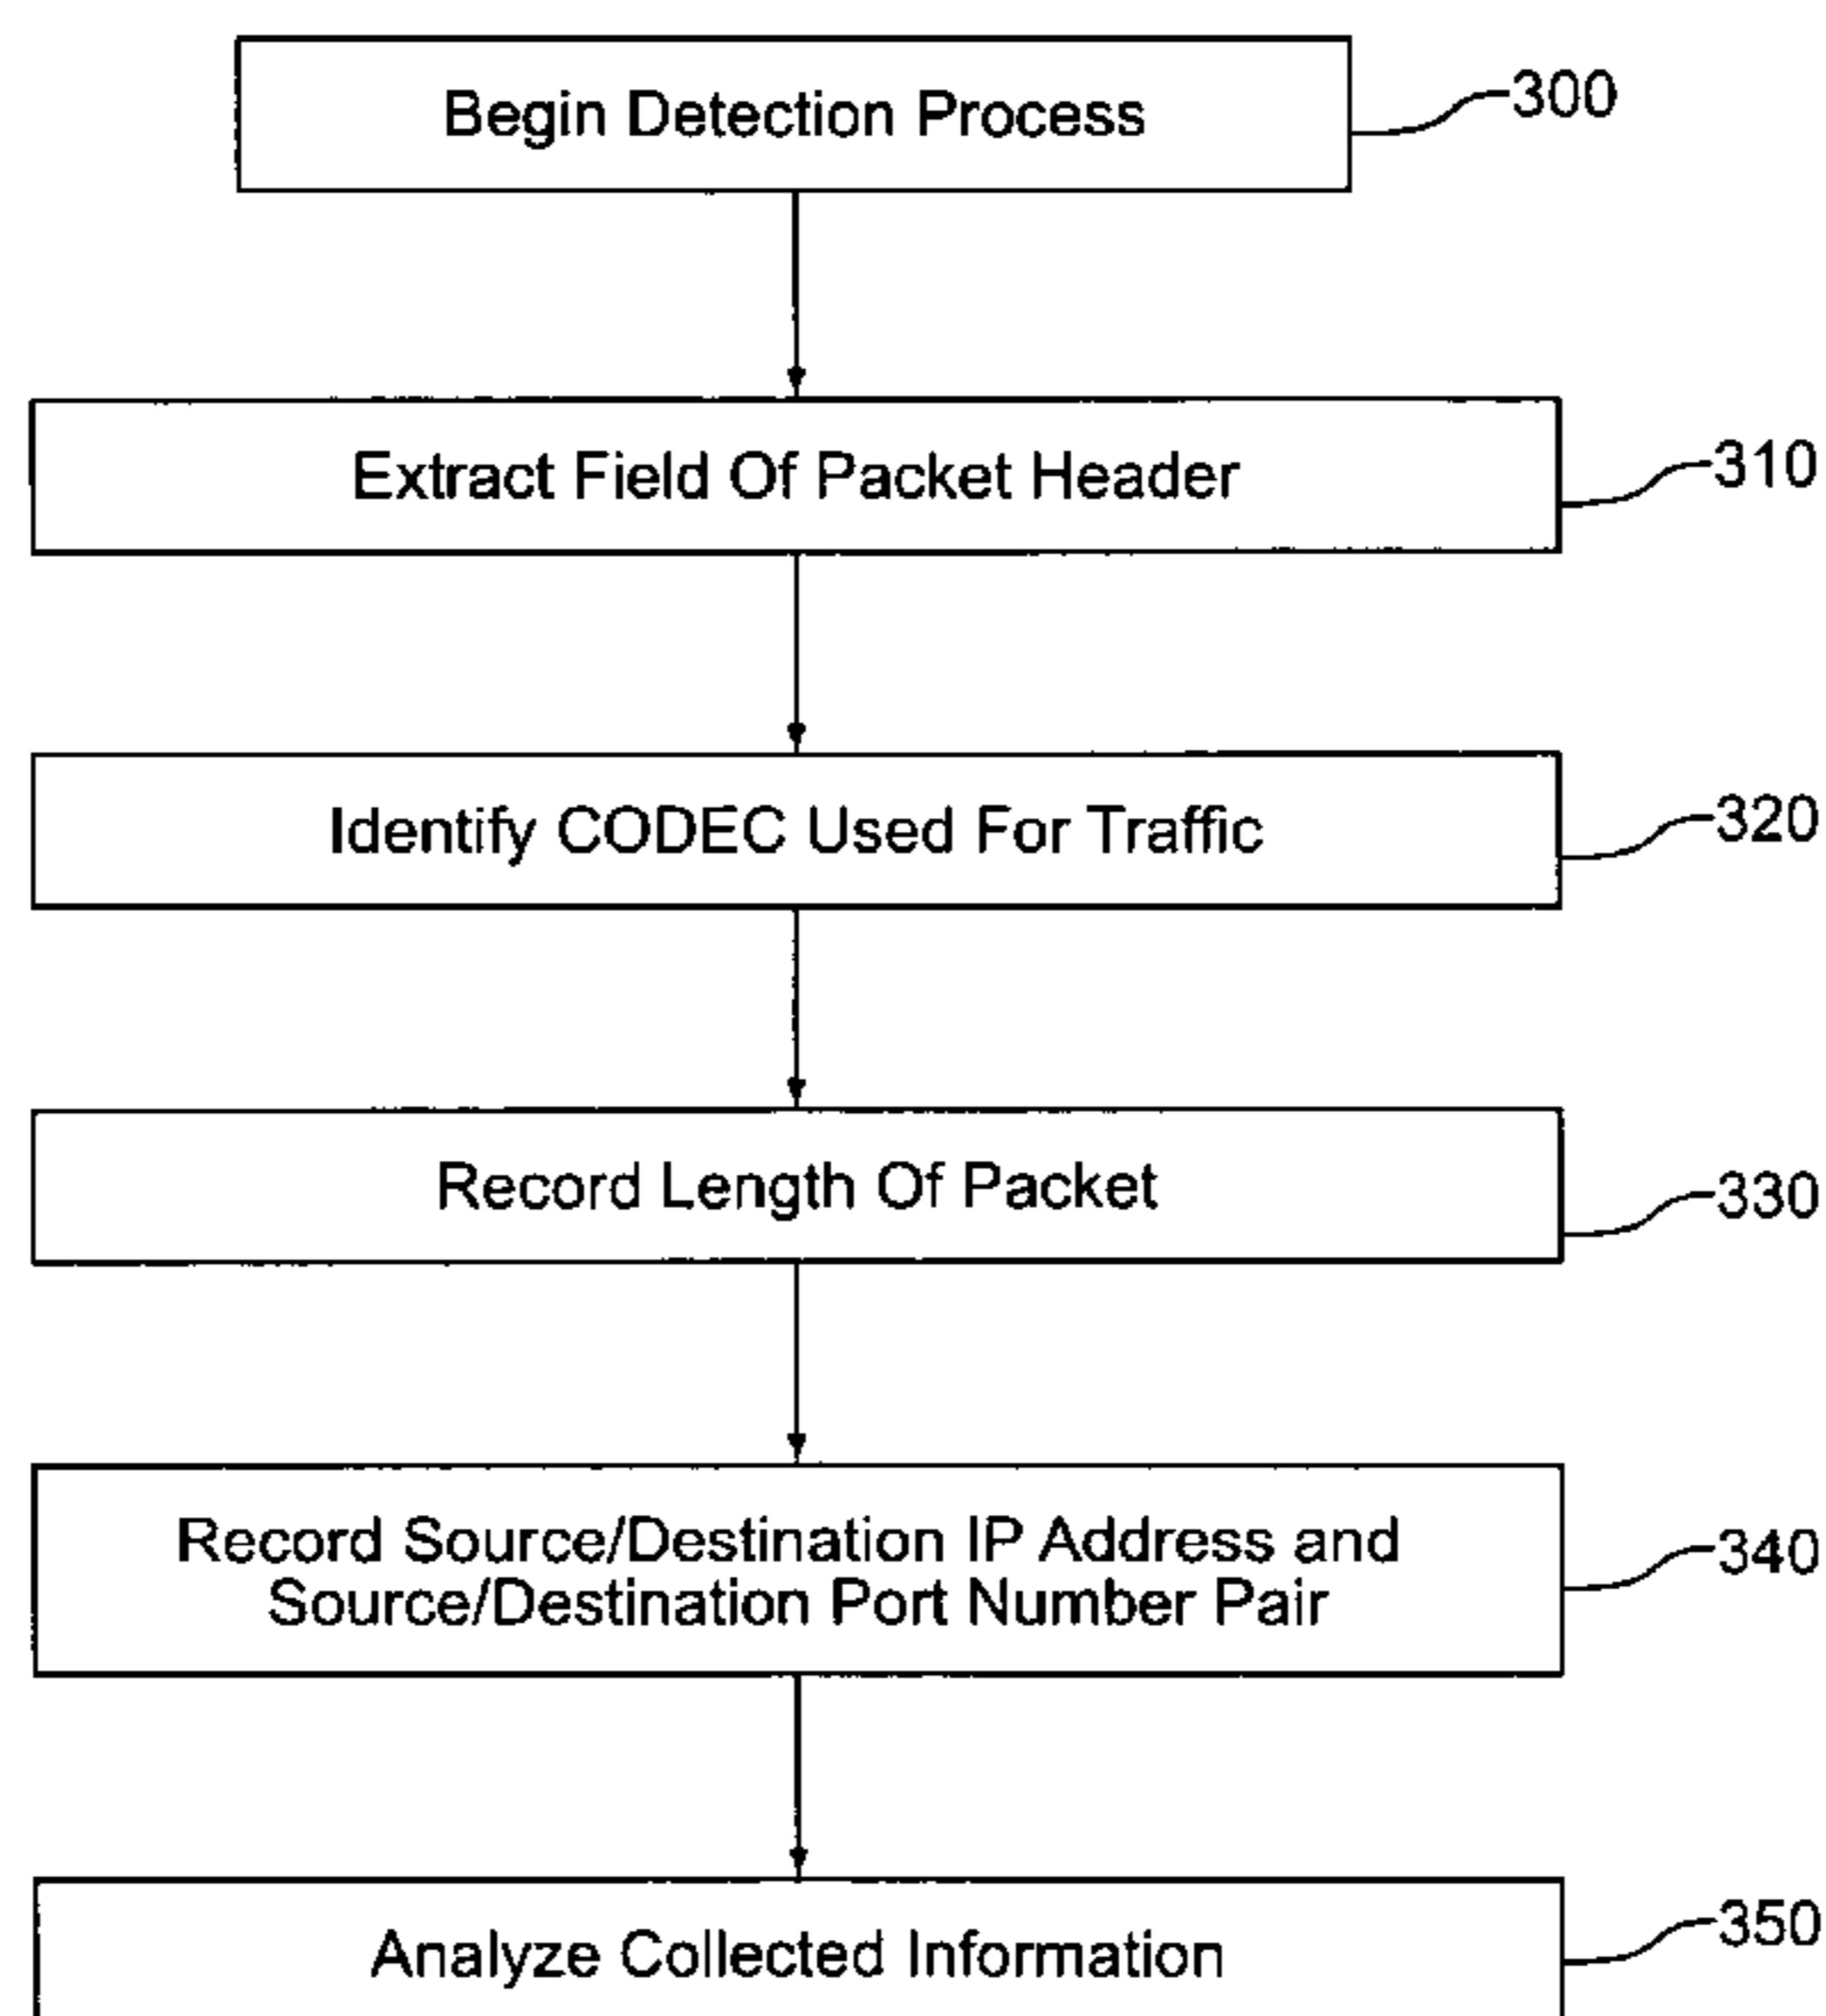 Begin Detection Process
300
Extract Field Of Packet Header
310
Identify CODEC Used For Traffic
320
Record Length Of Packet
330
Record Source/Destination IP Address and
Source/Destination Port Number Pair
340
Analyze Collected Information
350